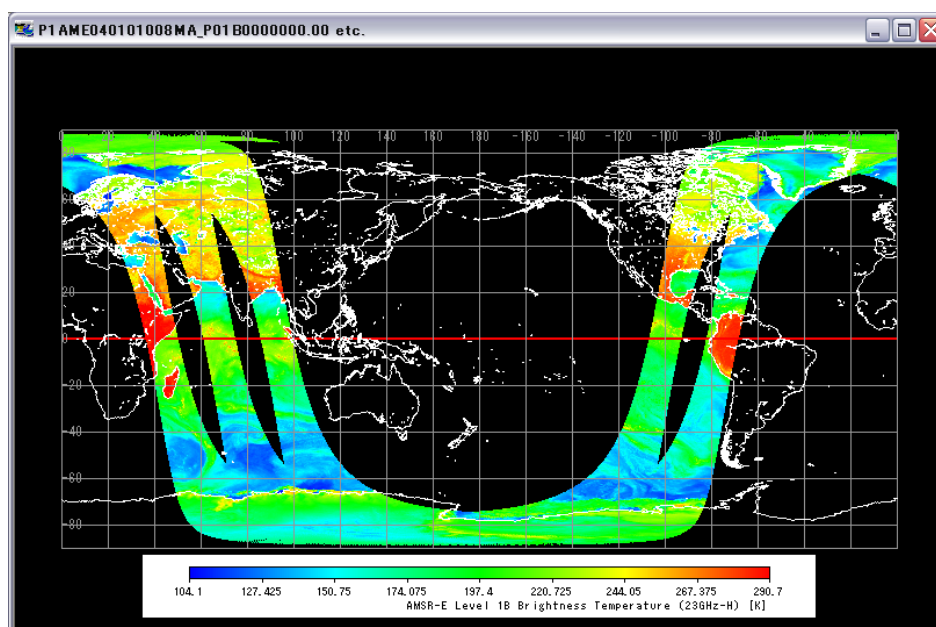 P1AME040101008MA_P01B0000000.00 etc.
0 20 40 60 80 100 120 140 160 180 -160 -140 -120 -100 -80 -60 0
80
60
40
20
0
-20
-40
-60
-80
104.1 127.425 150.75 174.075 197.4 220.725 244.05 267.375 290.7
AMSR-E Level 1B Brightness Temperature (23GHz-H) [K]